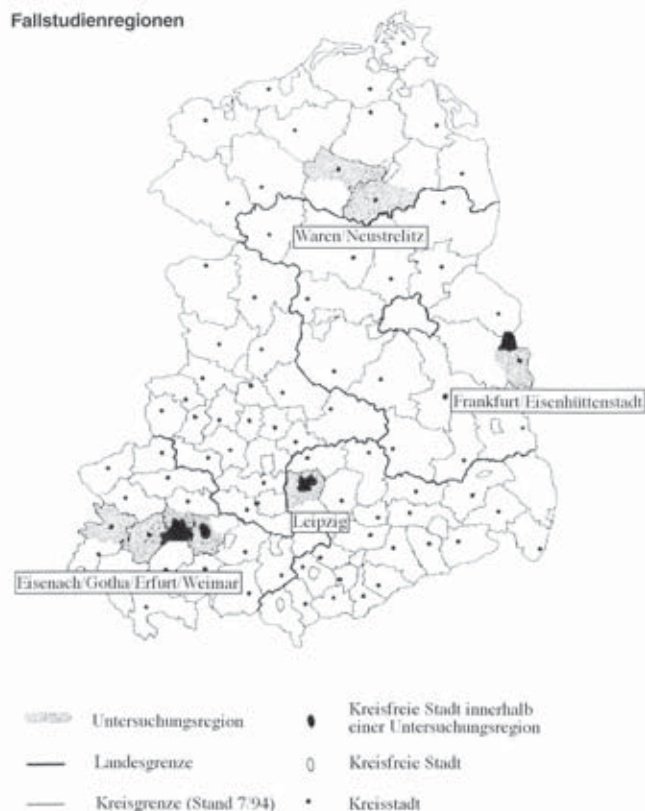 Fallstudienregionen
Waren/Neustrelitz
Frankfurt/Eisenhüttenstadt
Leipzig
Eisenach/Gotha/Erfurt/Weimar
Untersuchungsregion
Landesgrenze
Kreisgrenze (Stand 7/94)
Kreisfreie Stadt innerhalb
einer Untersuchungsregion
Kreisfreie Stadt
Kreisstadt